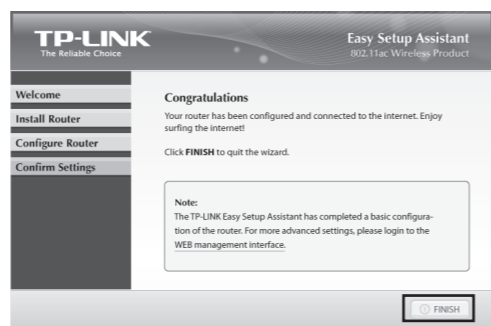 TP-LINK
The Reliable Choice
Easy Setup Assistant
802.11ac Wireless Product
Welcome
Install Router
Configure Router
Confirm Settings
Congratulations
Your router has been configured and connected to the internet. Enjoy
surfing the internet!
Click FINISH to quit the wizard.
Note:
The TP-LINK Easy Setup Assistant has completed a basic configura-
tion of the router. For more advanced settings, please login to the
WEB management interface.
FINISH